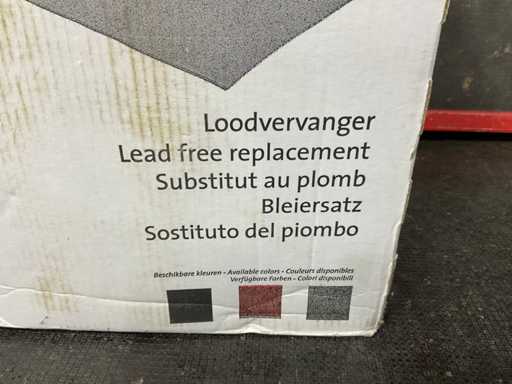 Loodvervanger
Lead free replacement
Substitut au plomb
Bleiersatz
Sostituto del piombo
Beschikbare kleuren - Available colors - Couleurs disponibles
Verfügbare Farben - Colori disponibili